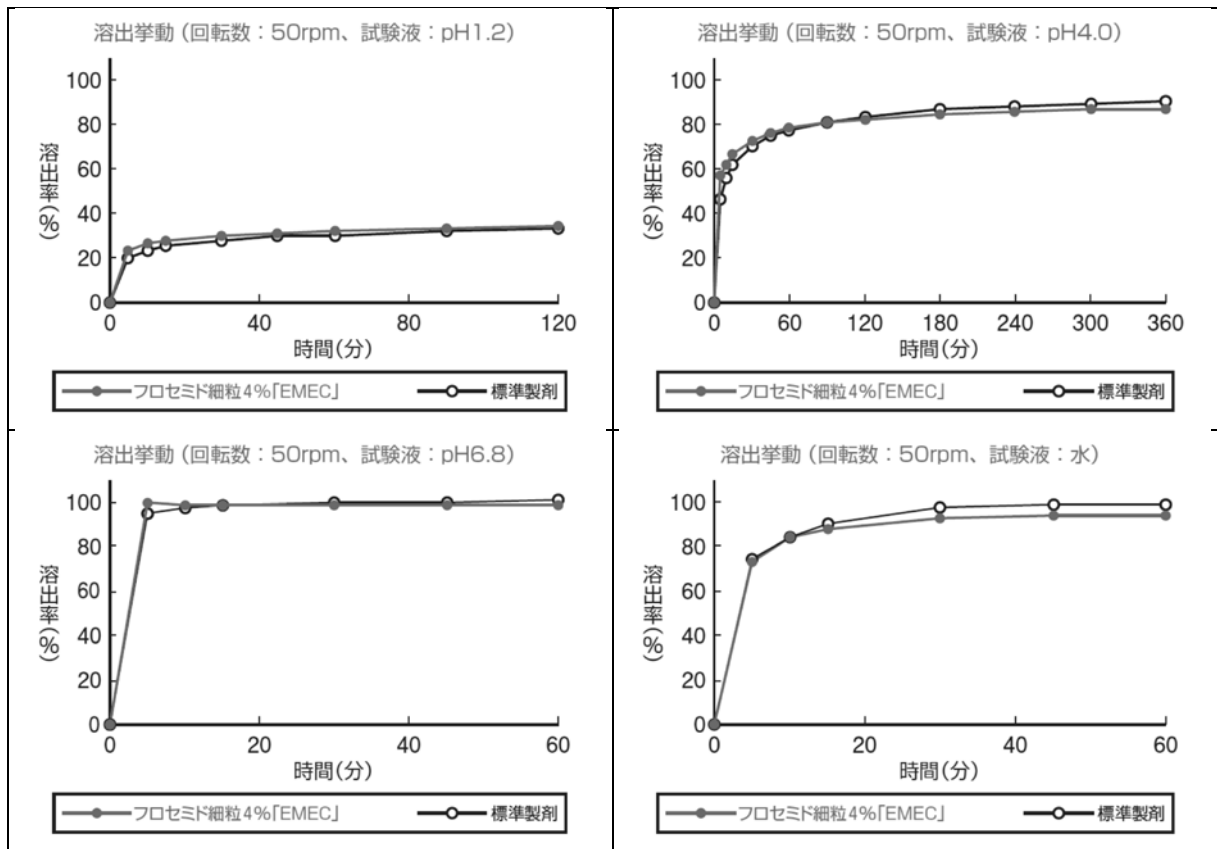 溶出挙動 (回転数：50rpm、試験液：pH1.2)
溶出率(%)
100
80
60
40
20
0
0 40 80 120
時間(分)
フロセミド細粒4%「EMEC」 標準製剤
溶出挙動 (回転数：50rpm、試験液：pH4.0)
溶出率(%)
100
80
60
40
20
0
0 60 120 180 240 300 360
時間(分)
フロセミド細粒4%「EMEC」 標準製剤
溶出挙動 (回転数：50rpm、試験液：pH6.8)
溶出率(%)
100
80
60
40
20
0
0 20 40 60
時間(分)
フロセミド細粒4%「EMEC」 標準製剤
溶出挙動 (回転数：50rpm、試験液：水)
溶出率(%)
100
80
60
40
20
0
0 20 40 60
時間(分)
フロセミド細粒4%「EMEC」 標準製剤